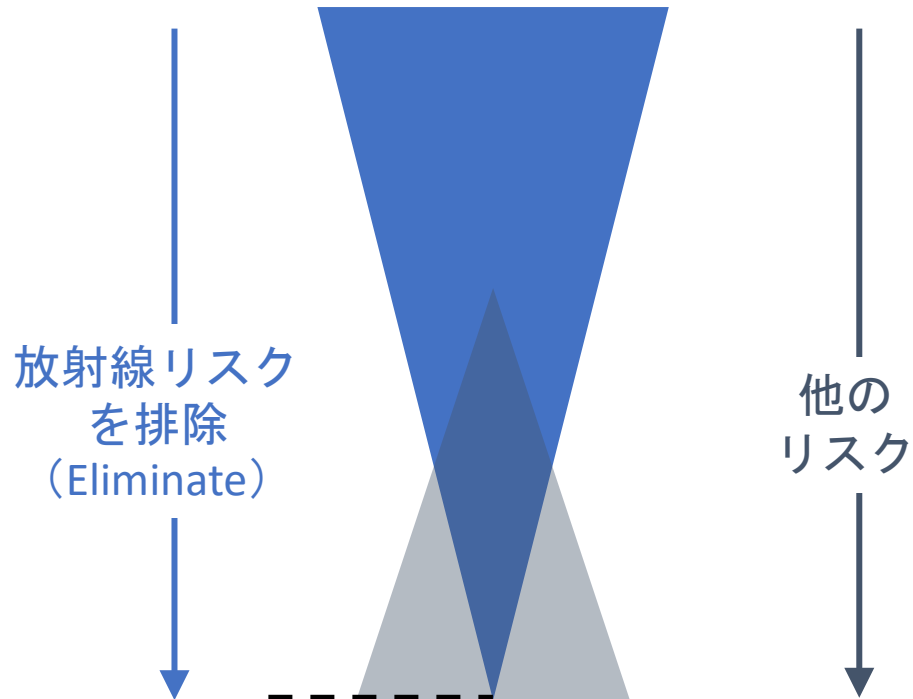 放射線リスク
を排除
（Eliminate）
他の
リスク